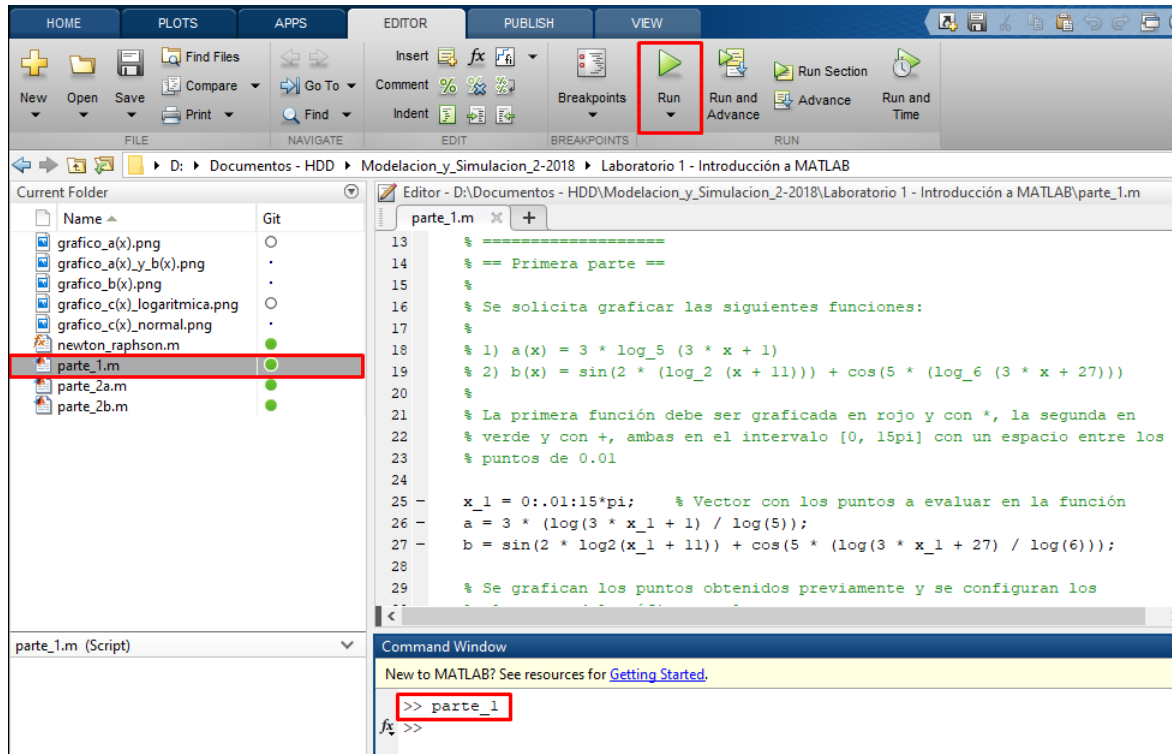 HOME PLOTS APPS EDITOR PUBLISH VIEW
New Open Save
Find Files
Compare
Print
FILE
Go To
Find
NAVIGATE
Insert fx
Comment
Indent
EDIT
Breakpoints
BREAKPOINTS
Run
Run and Advance
Run Section
Advance
Run and Time
RUN
D: Documentos - HDD Modelacion_y_Simulacion_2-2018 Laboratorio 1 - Introducción a MATLAB
Current Folder
Name Git
grafico_a(x).png
grafico_a(x)_y_b(x).png
grafico_b(x).png
grafico_c(x)_logaritmica.png
grafico_c(x)_normal.png
newton_raphson.m
parte_1.m
parte_2a.m
parte_2b.m
parte_1.m (Script)
Editor - D:\Documentos - HDD\Modelacion_y_Simulacion_2-2018\Laboratorio 1 - Introducción a MATLAB\parte_1.m
parte_1.m +
13 % ====================
14 % == Primera parte ==
15 %
16 % Se solicita graficar las siguientes funciones:
17 %
18 % 1) a(x) = 3 * log_5 (3 * x + 1)
19 % 2) b(x) = sin(2 * (log_2 (x + 11))) + cos(5 * (log_6 (3 * x + 27)))
20 %
21 % La primera función debe ser graficada en rojo y con *, la segunda en
22 % verde y con +, ambas en el intervalo [0, 15pi] con un espacio entre los
23 % puntos de 0.01
24
25 - x_1 = 0:.01:15*pi; % Vector con los puntos a evaluar en la función
26 - a = 3 * (log(3 * x_1 + 1) / log(5));
27 - b = sin(2 * log2(x_1 + 11)) + cos(5 * (log(3 * x_1 + 27) / log(6)));
28
29 % Se grafican los puntos obtenidos previamente y se configuran los
Command Window
New to MATLAB? See resources for Getting Started.
>> parte_1
fx >>